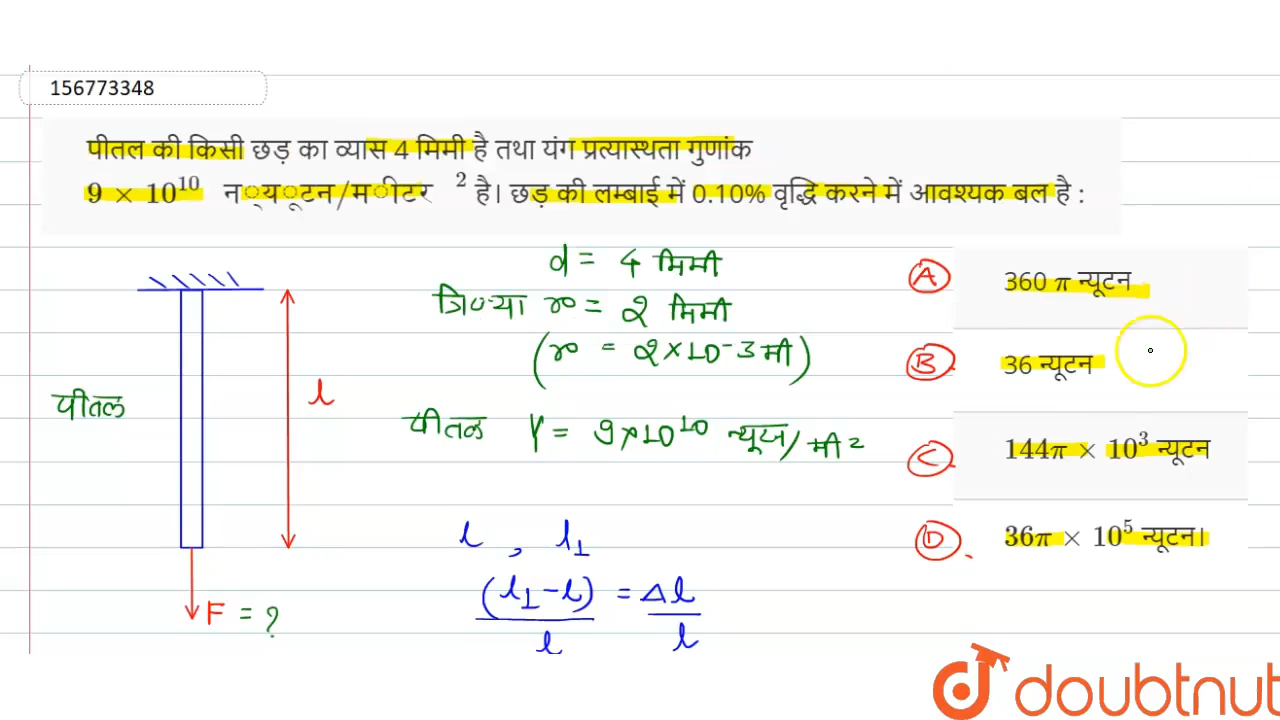 156773348
पीतल की किसी छड़ का व्यास 4 मिमी है तथा यंग प्रत्यास्थता गुणांक
9 × 10^10 न्यूटन/मीटर ^2 है। छड़ की लम्बाई में 0.10% वृद्धि करने में आवश्यक बल है :
d = 4 मिमी
त्रिज्या r = 2 मिमी
(r = 2×10-3 मी)
पीतल Y = 9×10^10 न्यूटन/मी2
l , l1
(l1-l) = Δl
l l
पीतल
l
F = ?
A 360 π न्यूटन
B. 36 न्यूटन
C. 144π × 10^3 न्यूटन
D. 36π × 10^5 न्यूटन।
doubtnut